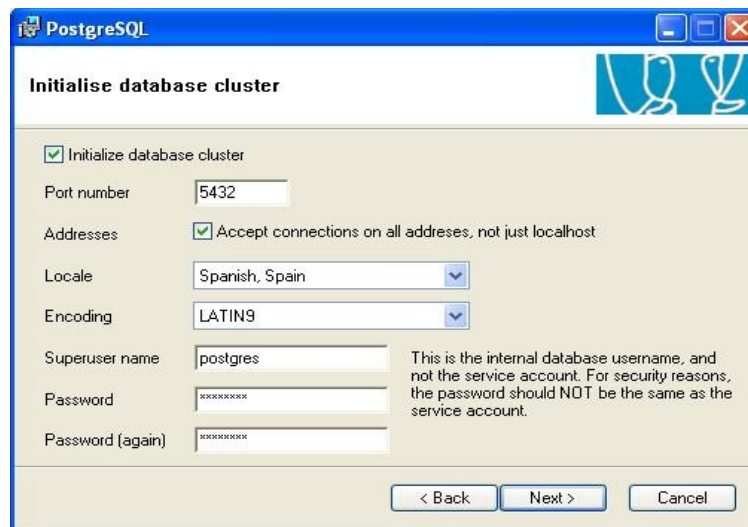 PostgreSQL
Initialise database cluster
Initialize database cluster
Port number 5432
Addresses Accept connections on all addreses, not just localhost
Locale Spanish, Spain
Encoding LATIN9
Superuser name postgres
This is the internal database username, and
not the service account. For security reasons,
the password should NOT be the same as the
service account.
Password ********
Password (again) ********
< Back Next > Cancel